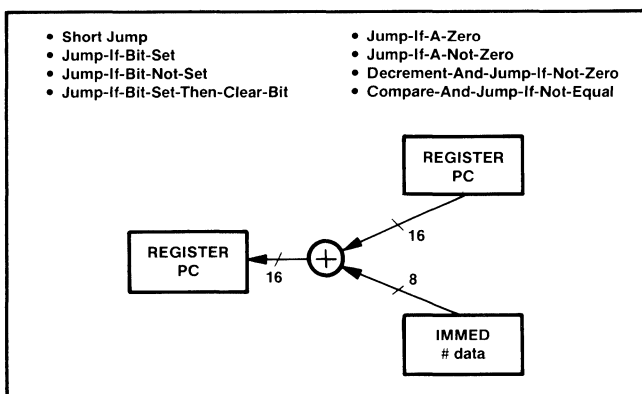 • Short Jump
• Jump-If-Bit-Set
• Jump-If-Bit-Not-Set
• Jump-If-Bit-Set-Then-Clear-Bit
• Jump-If-A-Zero
• Jump-If-A-Not-Zero
• Decrement-And-Jump-If-Not-Zero
• Compare-And-Jump-If-Not-Equal
REGISTER
PC
16
REGISTER
PC
16
+
8
IMMED
# data